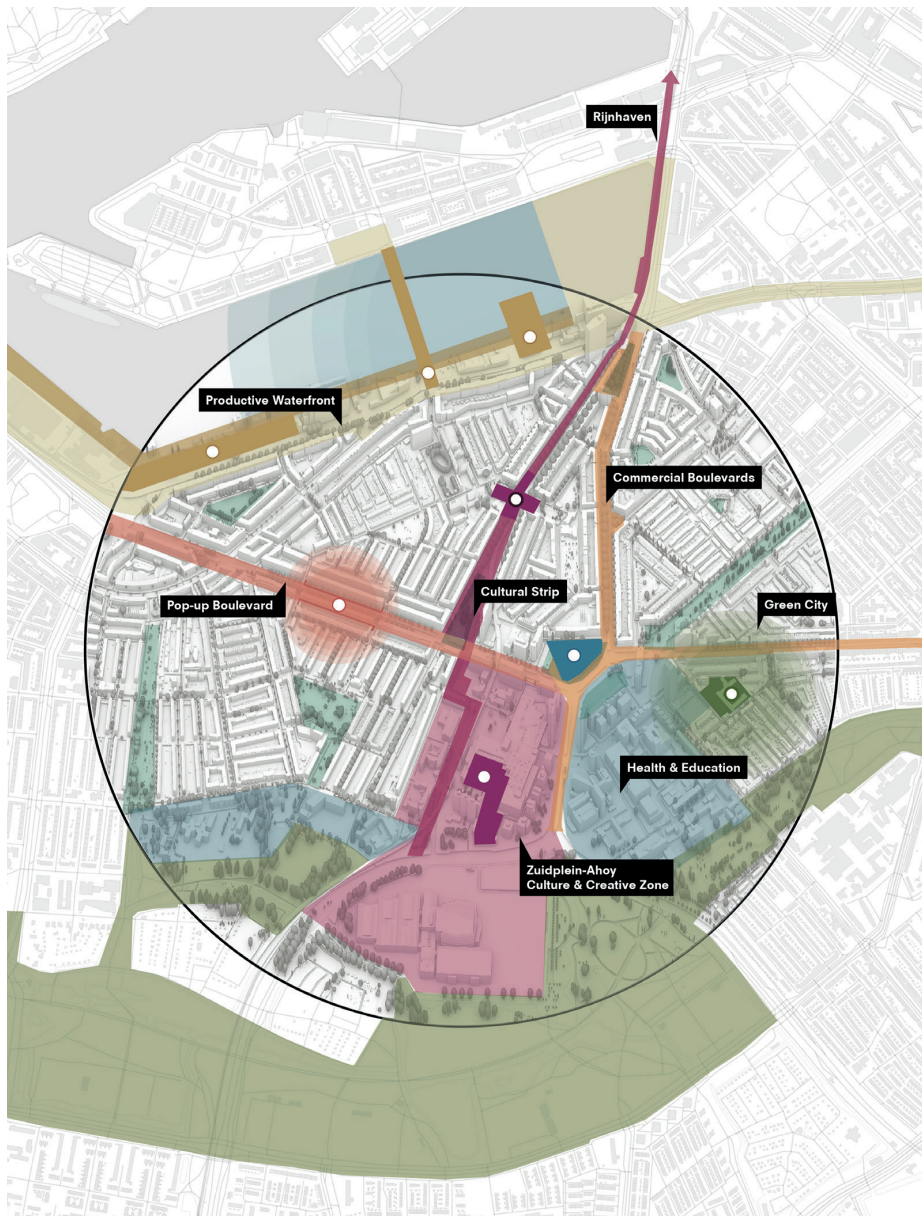 Rijnhaven
Productive Waterfront
Commercial Boulevards
Cultural Strip
Pop-up Boulevard
Green City
Health & Education
Zuidplein-Ahoy
Culture & Creative Zone